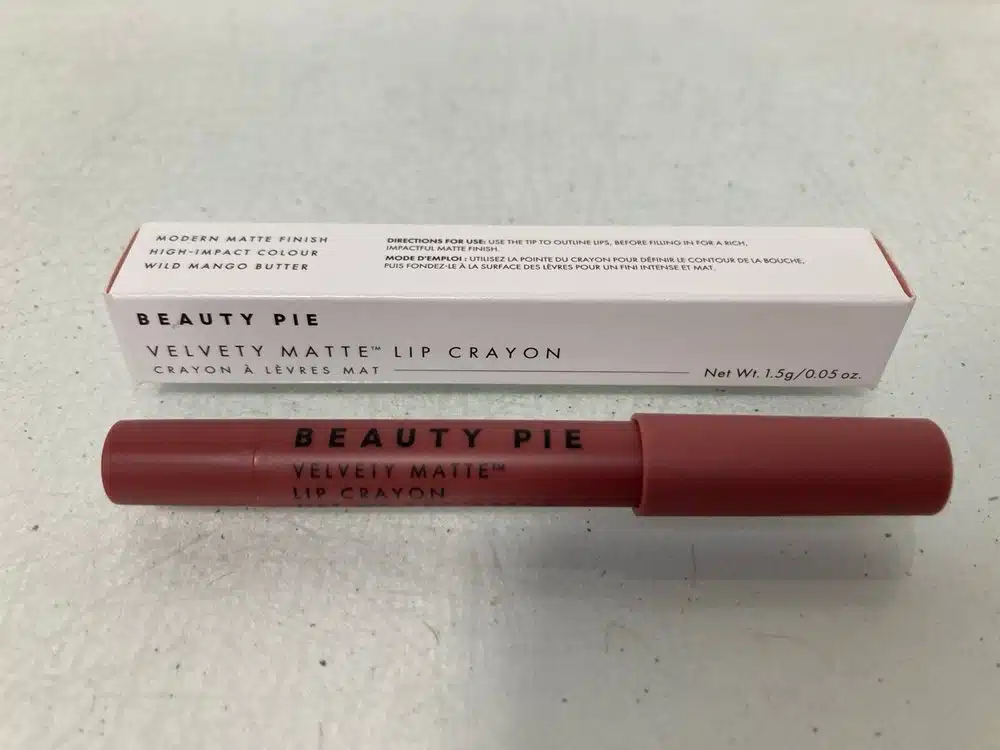 MODERN MATTE FINISH
HIGH-IMPACT COLOUR
WILD MANGO BUTTER
DIRECTIONS FOR USE: USE THE TIP TO OUTLINE LIPS, BEFORE FILLING IN FOR A RICH,
IMPACTFUL MATTE FINISH.
MODE D'EMPLOI : UTILISEZ LA POINTE DU CRAYON POUR DÉFINIR LE CONTOUR DE LA BOUCHE,
PUIS FONDEZ-LE À LA SURFACE DES LÈVRES POUR UN FINI INTENSE ET MAT.
BEAUTY PIE
VELVETY MATTE™ LIP CRAYON
CRAYON À LÈVRES MAT
Net Wt. 1.5g/0.05 oz.
BEAUTY PIE
VELVETY MATTE™
LIP CRAYON